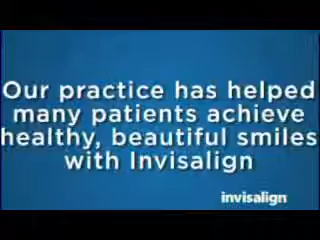 Our practice has helped
many patients achieve
healthy, beautiful smiles
with Invisalign
invisalign